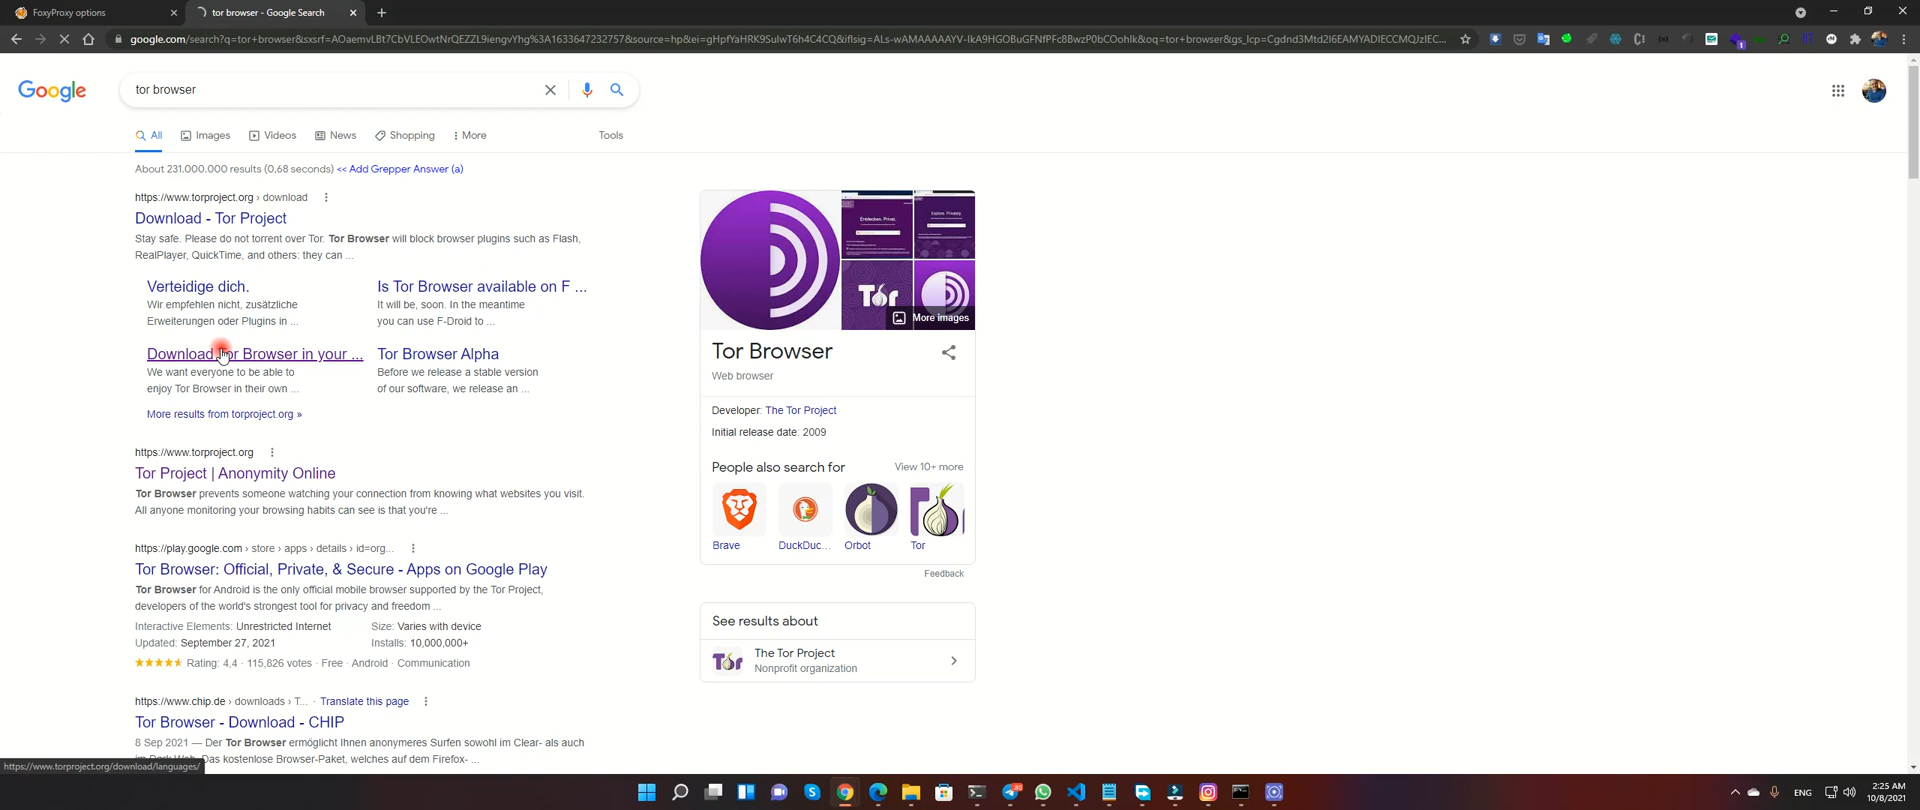 FoxyProxy options
tor browser - Google Search
google.com/search?q=tor+browser&sxsrf=AOaemvLBt7CbVLEOwtNrQEZZL9iengvYhg%3A1633647232757&source=hp&ei=gHpfYaHRK9SulwT6h4C4CQ&iflsig=ALs-wAMAAAAAYV-IkA9HGOBuGFNfPFc8BwzP0bCOohlk&oq=tor+browser&gs_lcp=Cgdnd3Mtd2l6EAMYADIECCMQJzIEC...
Google
tor browser
All
Images
Videos
News
Shopping
More
Tools
About 231.000.000 results (0,68 seconds) << Add Grepper Answer (a)
https://www.torproject.org › download
Download - Tor Project
Stay safe. Please do not torrent over Tor. Tor Browser will block browser plugins such as Flash,
RealPlayer, QuickTime, and others: they can ...
Verteidige dich.
Wir empfehlen nicht, zusätzliche
Erweiterungen oder Plugins in ...
Is Tor Browser available on F ...
It will be, soon. In the meantime
you can use F-Droid to ...
Download Tor Browser in your ...
We want everyone to be able to
enjoy Tor Browser in their own ...
Tor Browser Alpha
Before we release a stable version
of our software, we release an ...
More results from torproject.org »
https://www.torproject.org
Tor Project | Anonymity Online
Tor Browser prevents someone watching your connection from knowing what websites you visit.
All anyone monitoring your browsing habits can see is that you're ...
https://play.google.com › store › apps › details › id=org...
Tor Browser: Official, Private, & Secure - Apps on Google Play
Tor Browser for Android is the only official mobile browser supported by the Tor Project,
developers of the world's strongest tool for privacy and freedom ...
Interactive Elements: Unrestricted Internet
Size: Varies with device
Updated: September 27, 2021
Installs: 10,000,000+
Rating: 4,4 · 115,826 votes · Free · Android · Communication
https://www.chip.de › downloads › T... · Translate this page
Tor Browser - Download - CHIP
8 Sep 2021 — Der Tor Browser ermöglicht Ihnen anonymeres Surfen sowohl im Clear- als auch
Das kostenlose Browser-Paket, welches auf dem Firefox- ...
https://www.torproject.org/download/languages/
Tor
More images
Tor Browser
Web browser
Developer: The Tor Project
Initial release date: 2009
People also search for
View 10+ more
Brave
DuckDuc...
Orbot
Tor
Feedback
See results about
Tor
The Tor Project
Nonprofit organization
ENG
2:25 AM
10/8/2021